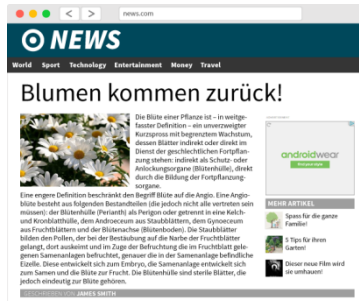 news.com
NEWS
World Sport Technology Entertainment Money Travel
Blumen kommen zurück!
Die Blüte einer Pflanze ist – in weitge-
fasster Definition – ein unverzweigter
Kurzspross mit begrenztem Wachstum,
dessen Blätter indirekt oder direkt im
Dienst der geschlechtlichen Fortpflan-
zung stehen: indirekt als Schutz- oder
Anlockungsorgane (Blütenhülle), direkt
durch die Bildung der Fortpflanzung-
sorgane.
Eine engere Definition beschränkt den Begriff Blüte auf die Angio. Eine Angio-
blüte besteht aus folgenden Bestandteilen (die jedoch nicht alle vertreten sein
müssen): der Blütenhülle (Perianth) als Perigon oder getrennt in eine Kelch-
und Kronblatthülle, dem Androeceum aus Staubblättern, dem Gynoeceum
aus Fruchtblättern und der Blütenachse (Blütenboden). Die Staubblätter
bilden den Pollen, der bei der Bestäubung auf die Narbe der Fruchtblätter
gelangt, dort auskeimt und im Zuge der Befruchtung die im Fruchtblatt gele-
genen Samenanlagen befruchtet, genauer die in der Samenanlage befindliche
Eizelle. Diese entwickelt sich zum Embryo, die Samenanlage entwickelt sich
zum Samen und die Blüte zur Frucht. Die Blütenhülle sind sterile Blätter, die
jedoch eindeutig zur Blüte gehören.
GESCHRIEBEN VON JAMES SMITH
androidwear
MEHR ARTIKEL
Spass für die ganze
Familie!
5 Tips für Ihren
Garten!
Dieser neue Film wird
sie umhauen!